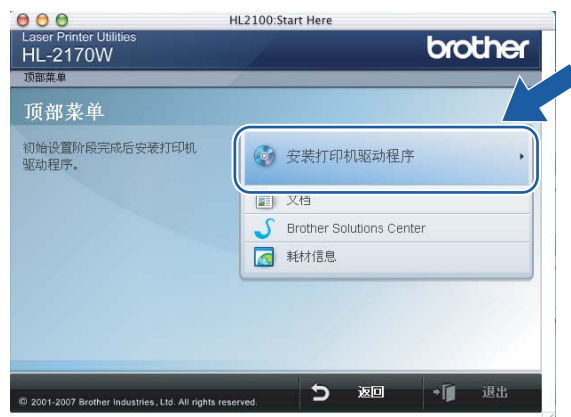 HL2100:Start Here
Laser Printer Utilities
HL-2170W
brother
顶部菜单
顶部菜单
初始设置阶段完成后安装打印机
驱动程序。
安装打印机驱动程序
文档
Brother Solutions Center
耗材信息
© 2001-2007 Brother Industries, Ltd. All rights reserved.
返回
退出